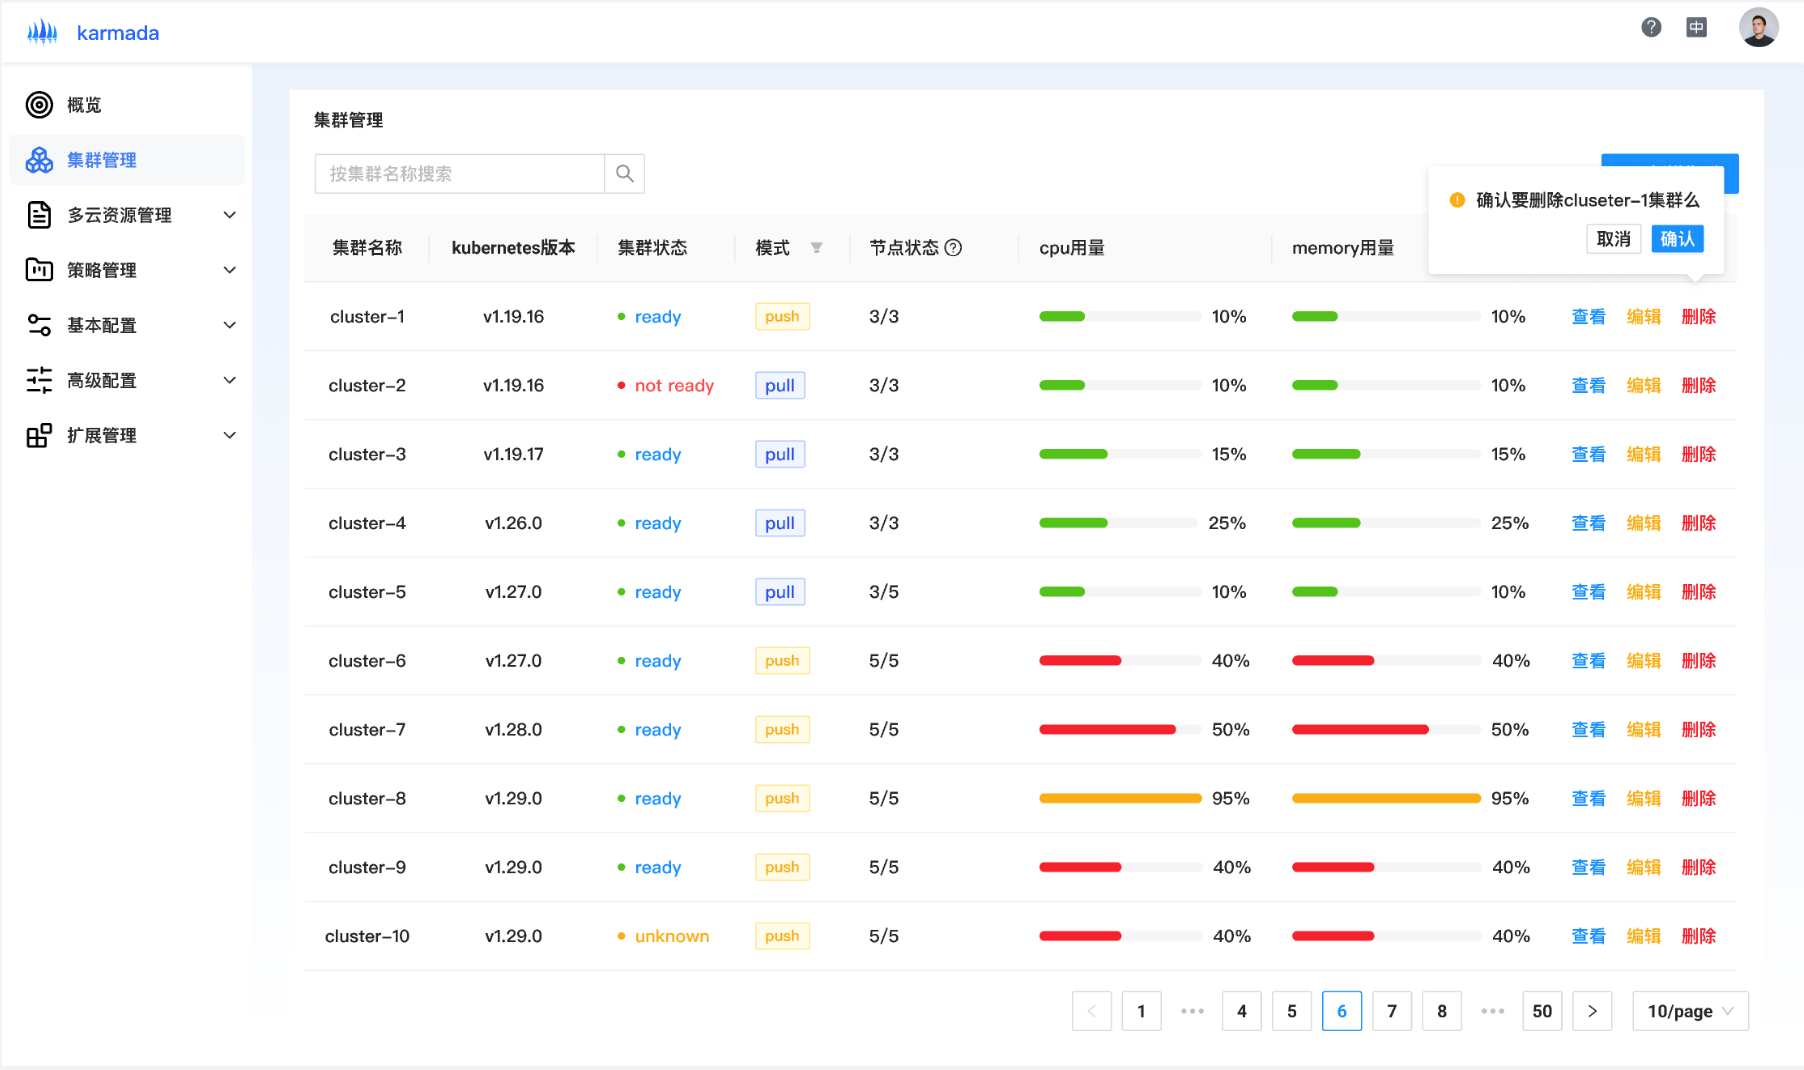 karmada
中
概览
集群管理
多云资源管理
策略管理
基本配置
高级配置
扩展管理
集群管理
按集群名称搜索
确认要删除cluseter-1集群么
取消 确认
集群名称 kubernetes版本 集群状态 模式 节点状态 cpu用量 memory用量
cluster-1 v1.19.16 ready push 3/3 10% 10% 查看 编辑 删除
cluster-2 v1.19.16 not ready pull 3/3 10% 10% 查看 编辑 删除
cluster-3 v1.19.17 ready pull 3/3 15% 15% 查看 编辑 删除
cluster-4 v1.26.0 ready pull 3/3 25% 25% 查看 编辑 删除
cluster-5 v1.27.0 ready pull 3/5 10% 10% 查看 编辑 删除
cluster-6 v1.27.0 ready push 5/5 40% 40% 查看 编辑 删除
cluster-7 v1.28.0 ready push 5/5 50% 50% 查看 编辑 删除
cluster-8 v1.29.0 ready push 5/5 95% 95% 查看 编辑 删除
cluster-9 v1.29.0 ready push 5/5 40% 40% 查看 编辑 删除
cluster-10 v1.29.0 unknown push 5/5 40% 40% 查看 编辑 删除
< 1 ••• 4 5 6 7 8 ••• 50 > 10/page